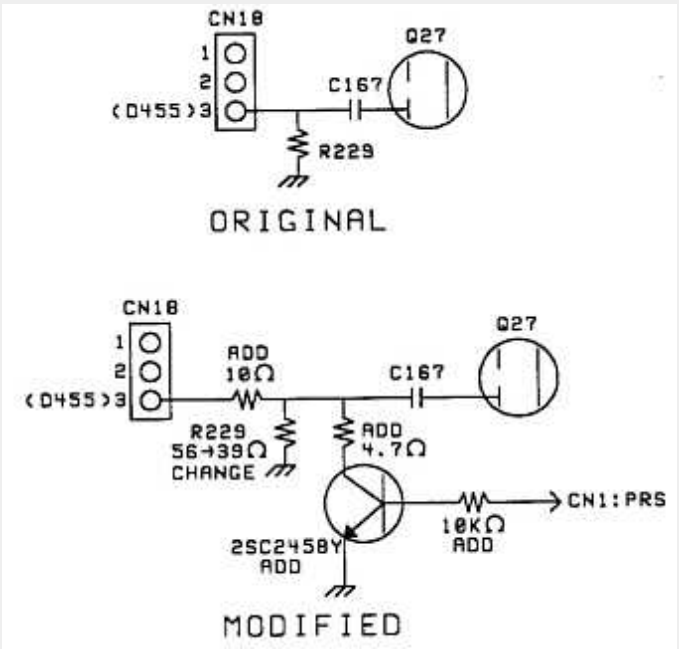 CN18
Q27
1
2
C167
(D455)3
R229
ORIGINAL
CN18
Q27
1
2
ADD
10Ω
C167
(D455)3
R229
56→39Ω
CHANGE
ADD
4.7Ω
CN1:PRS
10KΩ
ADD
2SC2458Y
ADD
MODIFIED